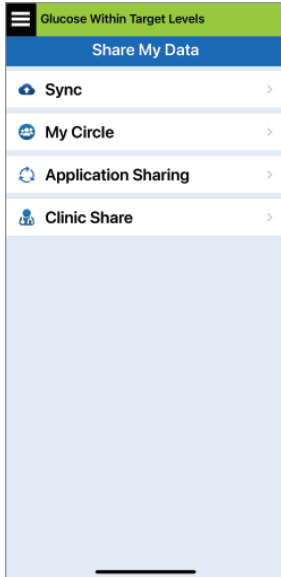 Glucose Within Target Levels
Share My Data
Sync
My Circle
Application Sharing
Clinic Share